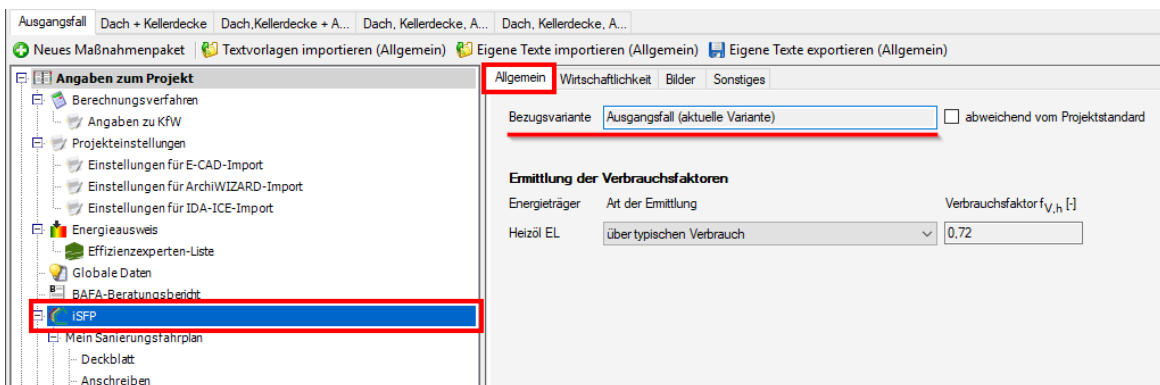 Ausgangsfall Dach + Kellerdecke Dach,Kellerdecke + A... Dach, Kellerdecke, A... Dach, Kellerdecke, A...
Neues Maßnahmenpaket Textvorlagen importieren (Allgemein) Eigene Texte importieren (Allgemein) Eigene Texte exportieren (Allgemein)
Angaben zum Projekt
Berechnungsverfahren
Angaben zu KfW
Projekteinstellungen
Einstellungen für E-CAD-Import
Einstellungen für ArchiWIZARD-Import
Einstellungen für IDA-ICE-Import
Energieausweis
Effizienzexperten-Liste
Globale Daten
BAFA-Beratungsbericht
iSFP
Mein Sanierungsfahrplan
Deckblatt
Anschreiben
Allgemein Wirtschaftlichkeit Bilder Sonstiges
Bezugsvariante Ausgangsfall (aktuelle Variante) abweichend vom Projektstandard
Ermittlung der Verbrauchsfaktoren
Energieträger Art der Ermittlung Verbrauchsfaktor f V,h [-]
Heizöl EL über typischen Verbrauch 0,72